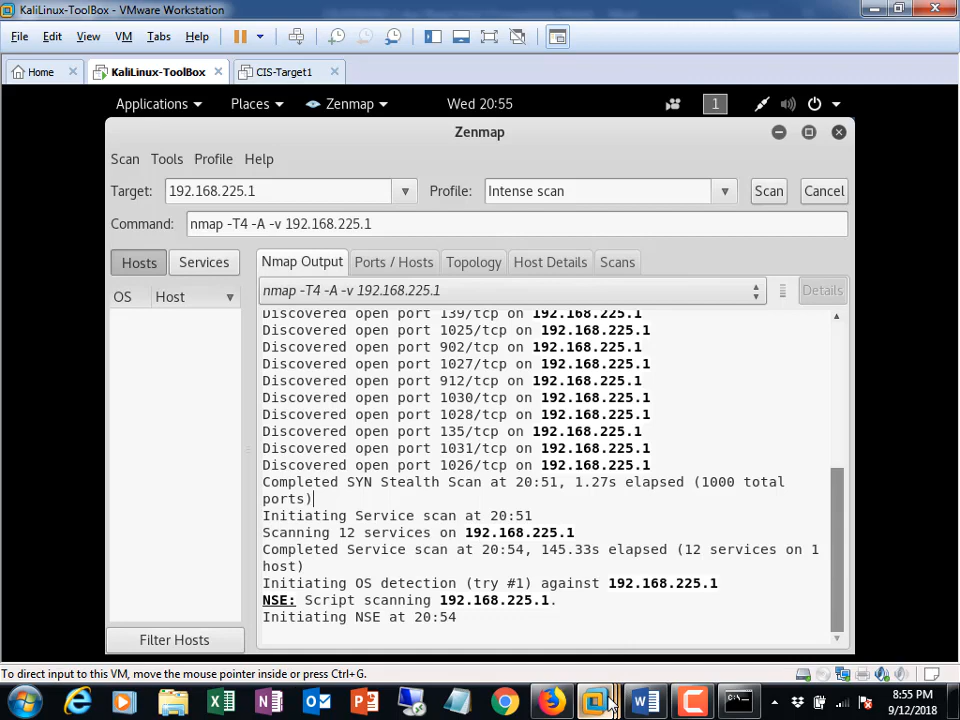 KaliLinux-ToolBox - VMware Workstation
File Edit View VM Tabs Help
Home KaliLinux-ToolBox CIS-Target1
Applications Places Zenmap Wed 20:55 1
Zenmap
Scan Tools Profile Help
Target: 192.168.225.1 Profile: Intense scan Scan Cancel
Command: nmap -T4 -A -v 192.168.225.1
Hosts Services Nmap Output Ports / Hosts Topology Host Details Scans
OS Host nmap -T4 -A -v 192.168.225.1 Details
Discovered open port 139/tcp on 192.168.225.1
Discovered open port 1025/tcp on 192.168.225.1
Discovered open port 902/tcp on 192.168.225.1
Discovered open port 1027/tcp on 192.168.225.1
Discovered open port 912/tcp on 192.168.225.1
Discovered open port 1030/tcp on 192.168.225.1
Discovered open port 1028/tcp on 192.168.225.1
Discovered open port 135/tcp on 192.168.225.1
Discovered open port 1031/tcp on 192.168.225.1
Discovered open port 1026/tcp on 192.168.225.1
Completed SYN Stealth Scan at 20:51, 1.27s elapsed (1000 total
ports)
Initiating Service scan at 20:51
Scanning 12 services on 192.168.225.1
Completed Service scan at 20:54, 145.33s elapsed (12 services on 1
host)
Initiating OS detection (try #1) against 192.168.225.1
NSE: Script scanning 192.168.225.1.
Initiating NSE at 20:54
Filter Hosts
To direct input to this VM, move the mouse pointer inside or press Ctrl+G.
8:55 PM
9/12/2018